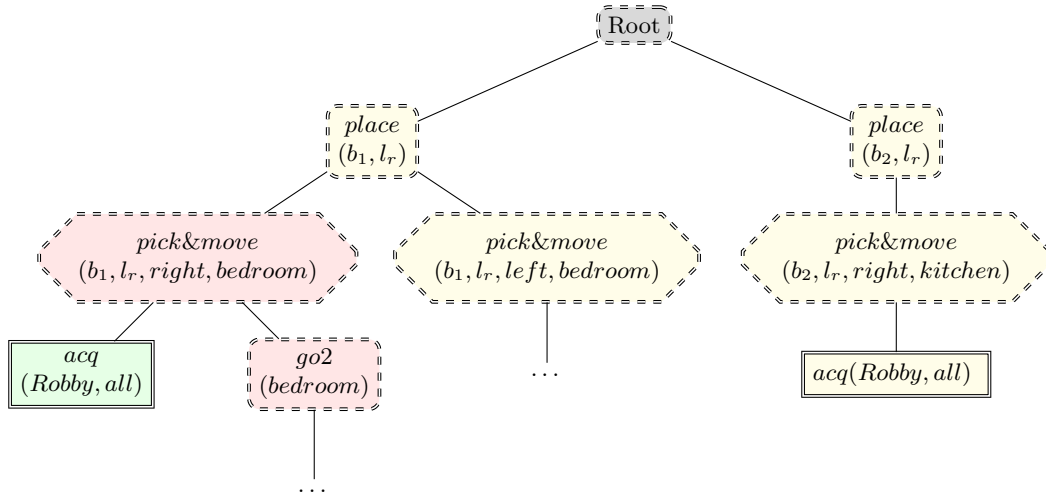 Root
place
(b₁, lᵣ)
place
(b₂, lᵣ)
pick&move
(b₁, lᵣ, right, bedroom)
pick&move
(b₁, lᵣ, left, bedroom)
pick&move
(b₂, lᵣ, right, kitchen)
acq
(Robby, all)
go2
(bedroom)
...
acq(Robby, all)
...